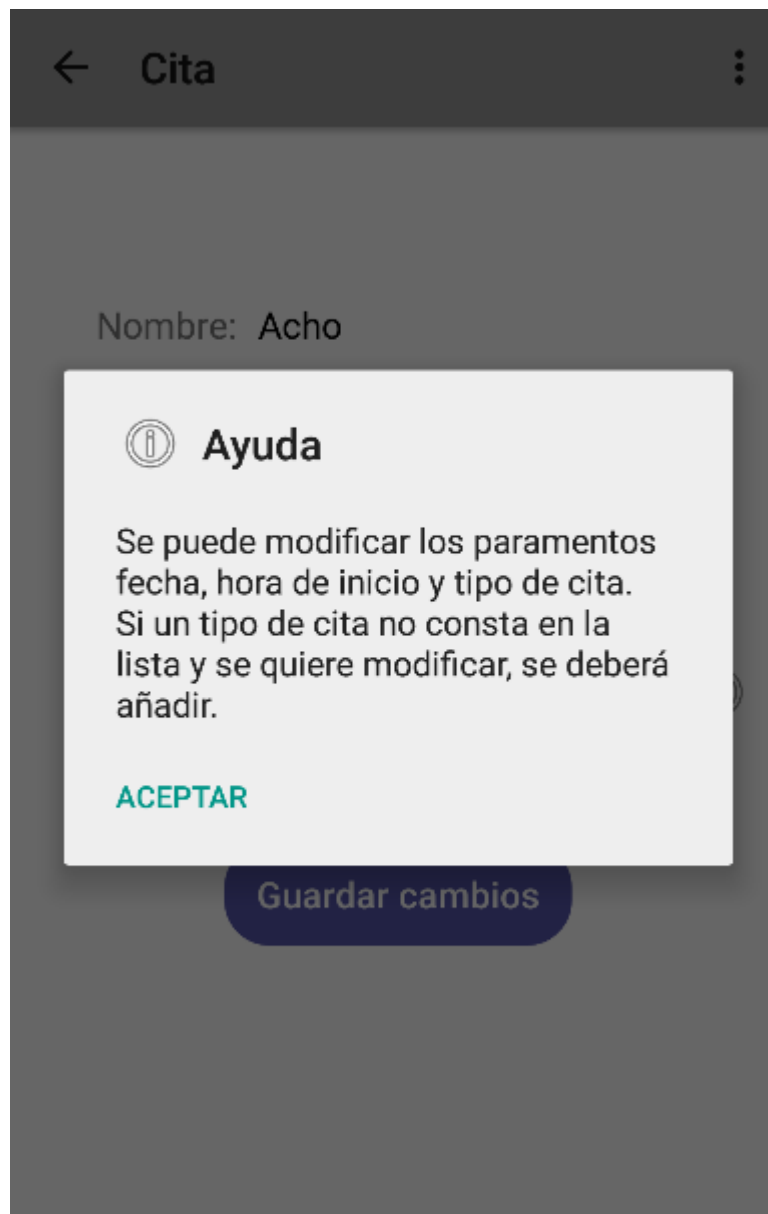 Cita
Nombre: Acho
Ayuda
Se puede modificar los paramentos
fecha, hora de inicio y tipo de cita.
Si un tipo de cita no consta en la
lista y se quiere modificar, se deberá
añadir.
ACEPTAR
Guardar cambios